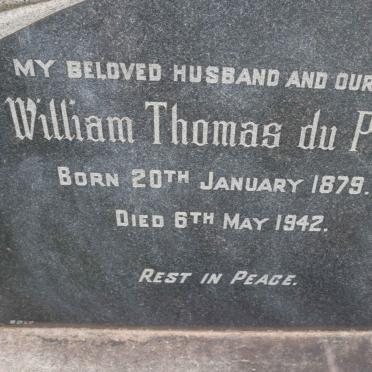 MY BELOVED HUSBAND AND OUR
William Thomas du P
BORN 20TH JANUARY 1879.
DIED 6TH MAY 1942.
REST IN PEACE.